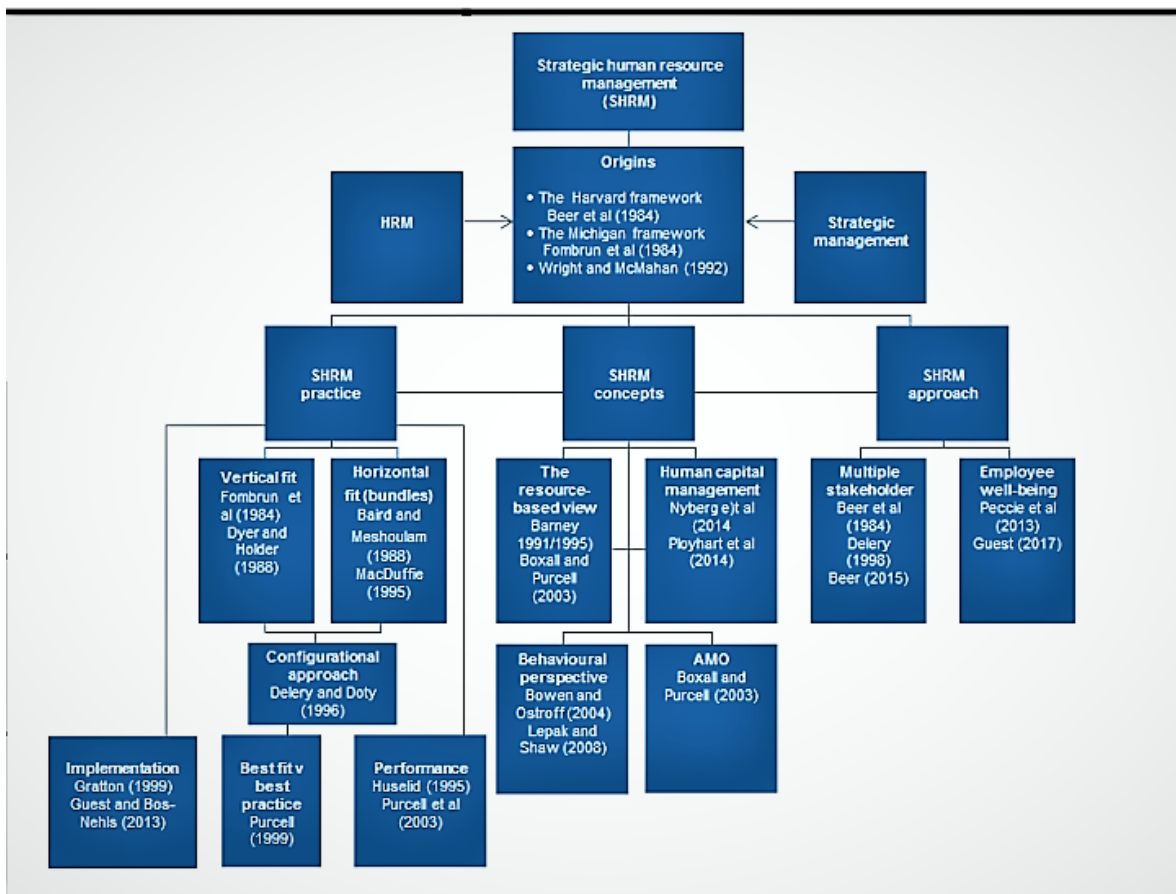 Strategic human resource
management
(SHRM)
Origins
• The Harvard framework
Beer et al (1984)
• The Michigan framework
Fombrun et al (1984)
• Wright and McMahan (1992)
HRM
Strategic
management
SHRM
practice
SHRM
concepts
SHRM
approach
Vertical fit
Fombrun et
al (1984)
Dyer and
Holder
(1988)
Horizontal
fit (bundles)
Baird and
Meshoulam
(1988)
MacDuffie
(1995)
The
resource-
based view
Barney
1991/1995)
Boxall and
Purcell
(2003)
Human capital
management
Nyberg e)t al
(2014
Ployhart et al
(2014)
Multiple
stakeholder
Beer et al
(1984)
Delery
(1998)
Beer (2015)
Employee
well-being
Peccie et al
(2013)
Guest (2017)
Configurational
approach
Delery and Doty
(1996)
Behavioural
perspective
Bowen and
Ostroff (2004)
Lepak and
Shaw (2008)
AMO
Boxall and
Purcell (2003)
Implementation
Gratton (1999)
Guest and Bos-
Nehis (2013)
Best fit v
best
practice
Purcell
(1999)
Performance
Huselid (1995)
Purcell et al
(2003)